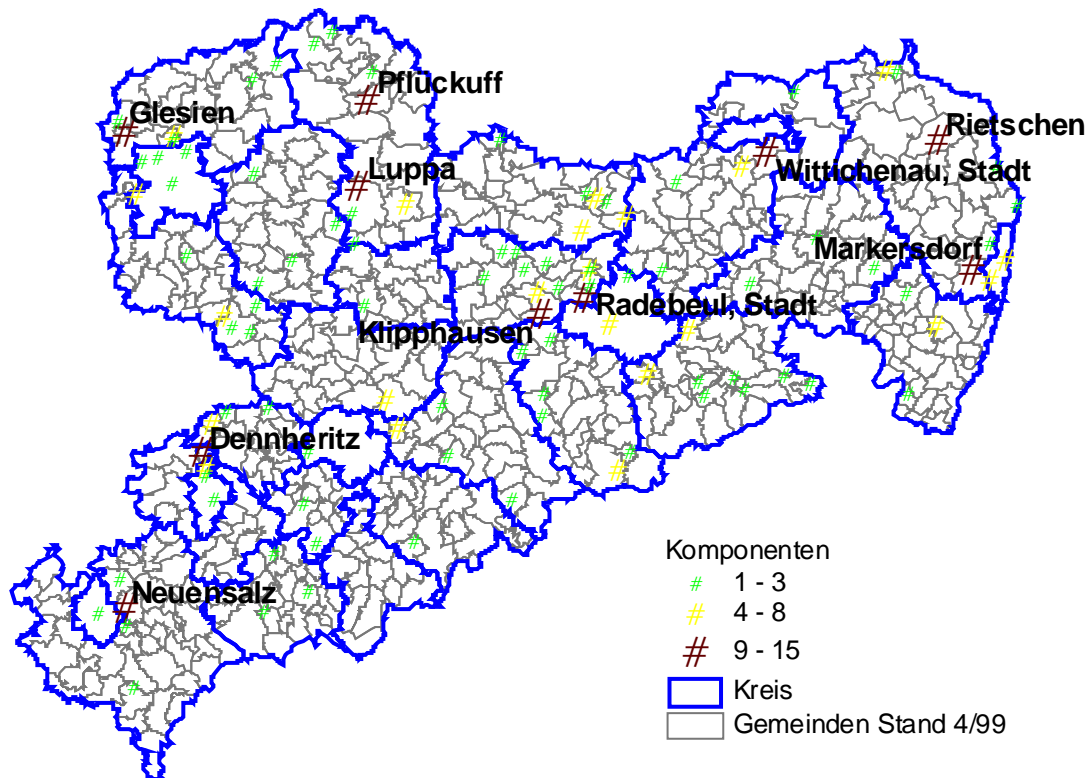 Pflückuff
Glesien
Rietschen
Luppa
Wittichenau, Stadt
Markersdorf
Radebeul, Stadt
Klipphausen
Dennheritz
Neuensalz
Komponenten
# 1 - 3
# 4 - 8
# 9 - 15
Kreis
Gemeinden Stand 4/99